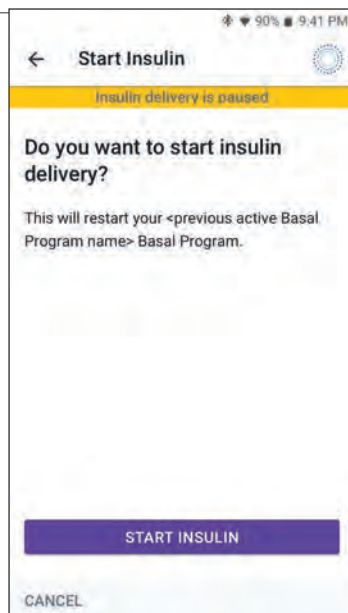 90% 9:41 PM
Start Insulin
Insulin delivery is paused
Do you want to start insulin
delivery?
This will restart your <previous active Basal
Program name> Basal Program.
START INSULIN
CANCEL